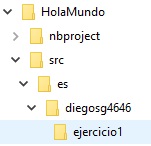 HolaMundo
nbproject
src
es
diegosg4646
ejercicio1